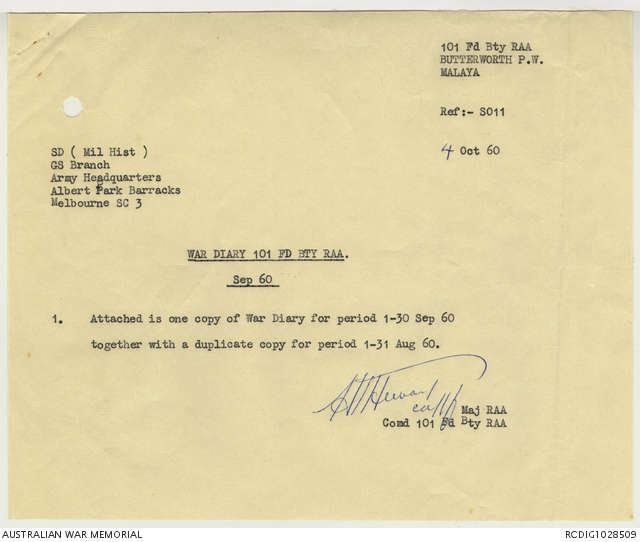 101 Fd Bty RAA
BUTTERWORTH P.W.
MALAYA
Ref:- S011
4 Oct 60
SD ( Mil Hist )
GS Branch
Army Headquarters
Albert Park Barracks
Melbourne SC 3
WAR DIARY 101 FD BTY RAA.
Sep 60
1. Attached is one copy of War Diary for period 1-30 Sep 60
together with a duplicate copy for period 1-31 Aug 60.
Maj RAA
Comd 101 Fd Bty RAA
AUSTRALIAN WAR MEMORIAL
RCDIG1028509